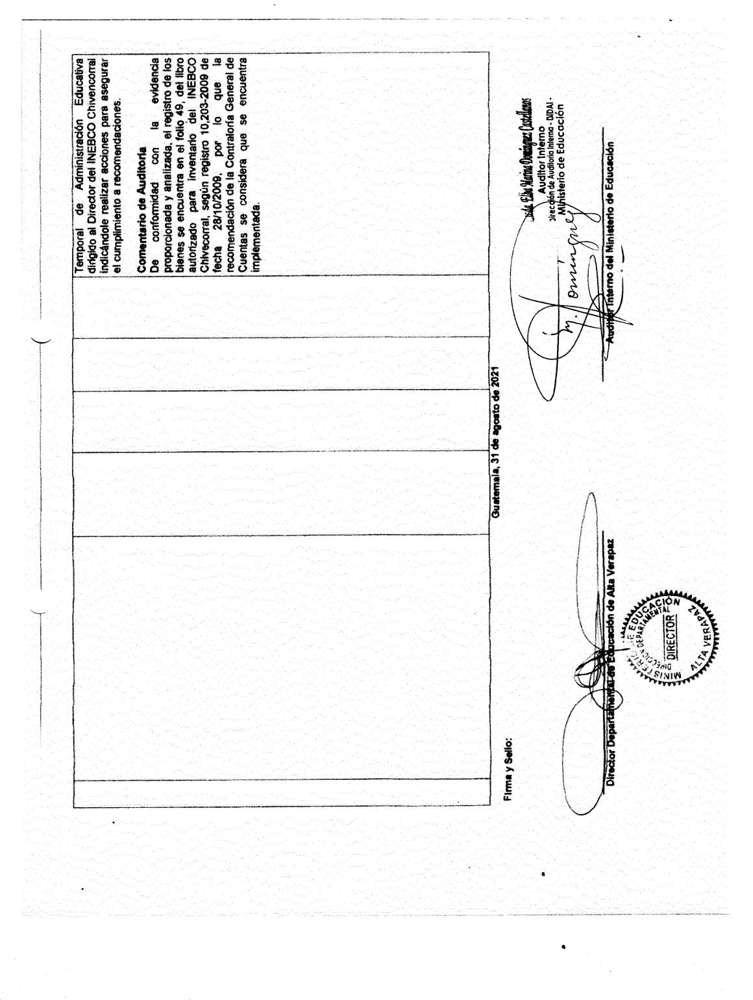 Temporal de Administración Educativa
dirigido al Director del INEBCO Chivencorral
indicándole realizar acciones para asegurar
el cumplimiento a recomendaciones.
Comentario de Auditoría
De conformidad con la evidencia
proporcionada y analizada, el registro de los
bienes se encuentra en el folio 49, del libro
autorizado para inventario del INEBCO
Chivecorral, según registro 10,203-2009 de
fecha 28/10/2009, por lo que la
recomendación de la Contraloría General de
Cuentas se considera que se encuentra
implementada.
Guatemala, 31 de agosto de 2021
Firma y Sello:
Director Departamental de Educación de Alta Verapaz
MINISTERIO DE EDUCACIÓN
DIRECCIÓN DEPARTAMENTAL
DIRECTOR
ALTA VERAPAZ
Elba Marina Domínguez Castellanos
Auditor Interno
Dirección de Auditoría Interna - DIDAI -
Ministerio de Educación
M. Domínguez
Auditor Interno del Ministerio de Educación